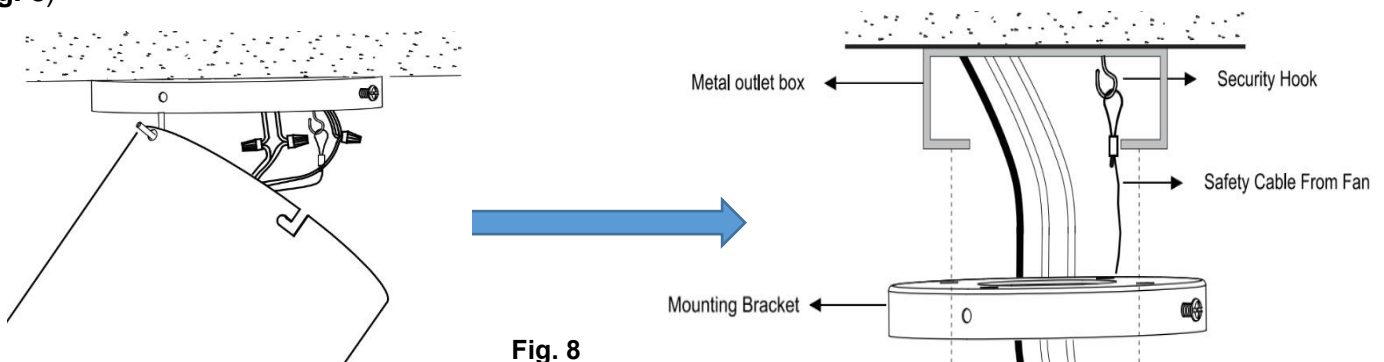 Metal outlet box
Security Hook
Safety Cable From Fan
Mounting Bracket
Fig. 8